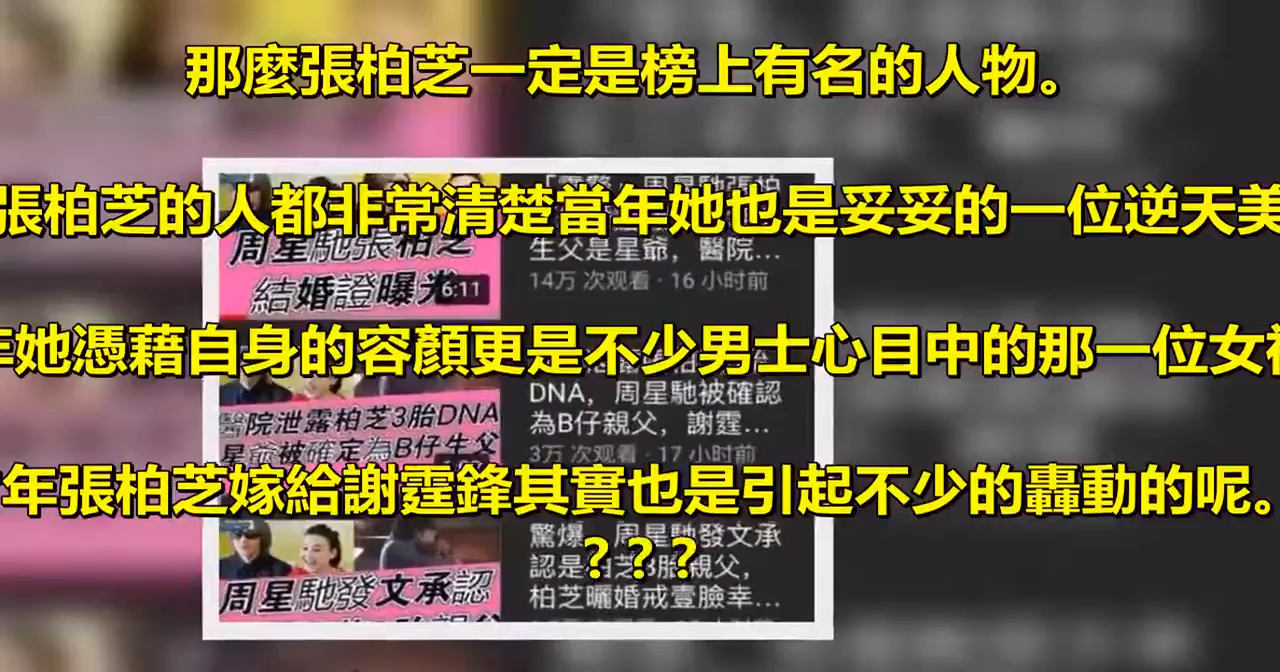 那麼張柏芝一定是榜上有名的人物。
張柏芝的人都非常清楚當年她也是妥妥的一位逆天美
她憑藉自身的容顏更是不少男士心目中的那一位女
年張柏芝嫁給謝霆鋒其實也是引起不少的轟動的呢。
???
周星馳張柏芝
結婚證曝光
6:11
生父是星爺，醫院...
14万 次观看 · 16 小时前
醫院泄露柏芝3胎DNA
星爺被確定為B仔生父
DNA，周星馳被確認
為B仔親父，謝霆...
3万 次观看 · 17 小时前
周星馳發文承認
驚爆，周星馳發文承
認是柏芝3胎親父，
柏芝曬婚戒壹臉幸...